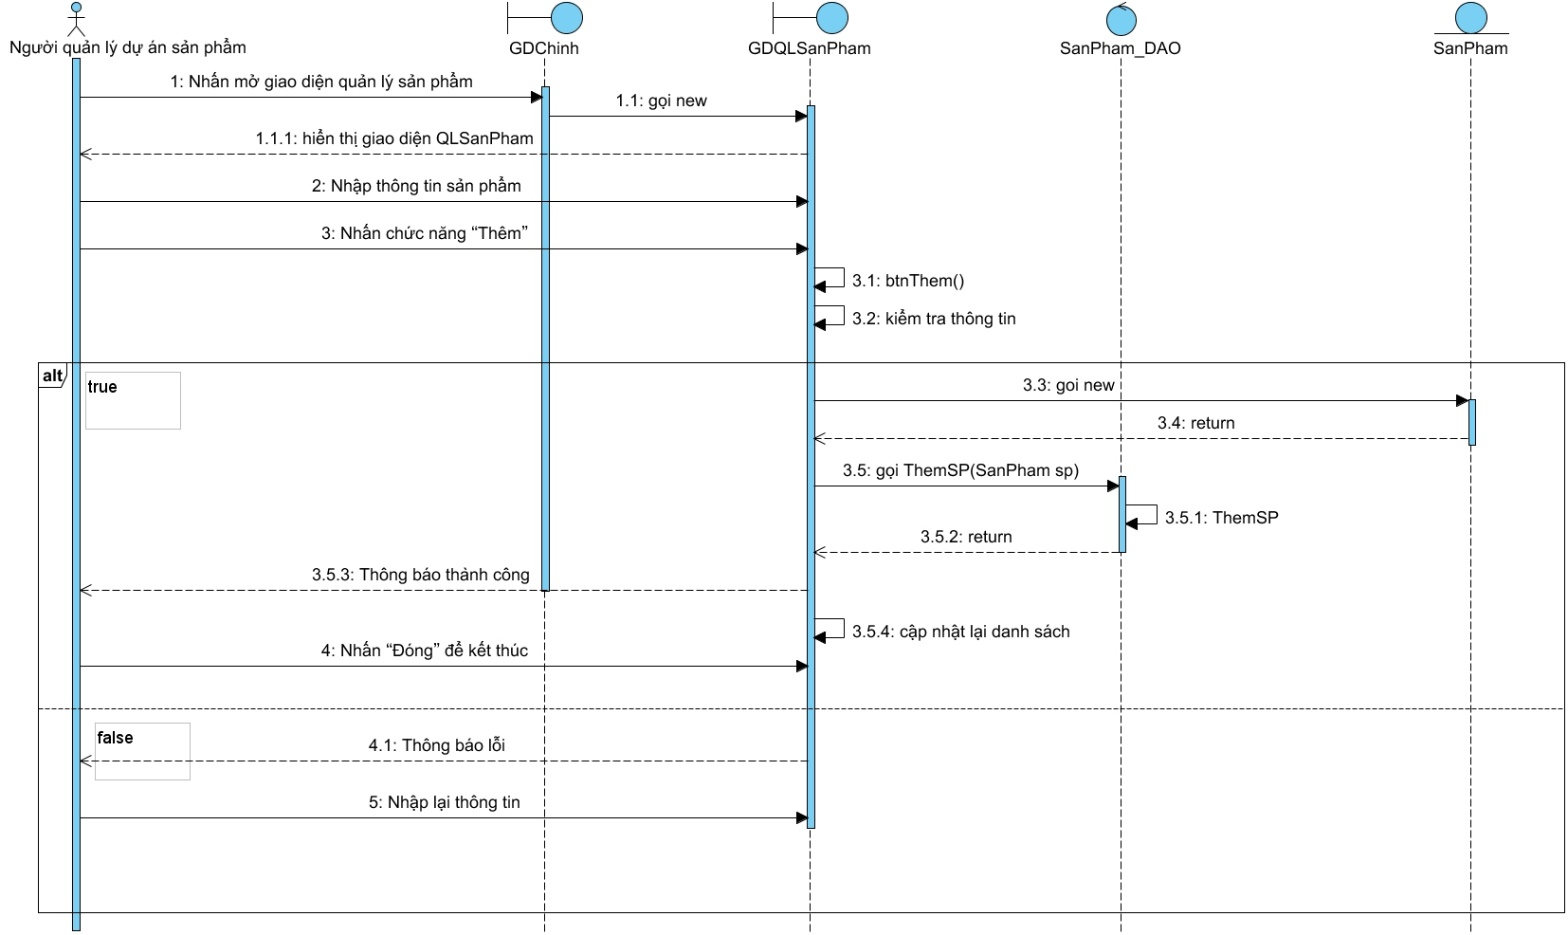 Người quản lý dự án sản phẩm
GDChinh
GDQLSanPham
SanPham_DAO
SanPham
1: Nhấn mở giao diện quản lý sản phẩm
1.1: gọi new
1.1.1: hiển thị giao diện QLSanPham
2: Nhập thông tin sản phẩm
3: Nhấn chức năng “Thêm”
3.1: btnThem()
3.2: kiểm tra thông tin
alt
true
3.3: goi new
3.4: return
3.5: gọi ThemSP(SanPham sp)
3.5.1: ThemSP
3.5.2: return
3.5.3: Thông báo thành công
3.5.4: cập nhật lại danh sách
4: Nhấn “Đóng” để kết thúc
false
4.1: Thông báo lỗi
5: Nhập lại thông tin